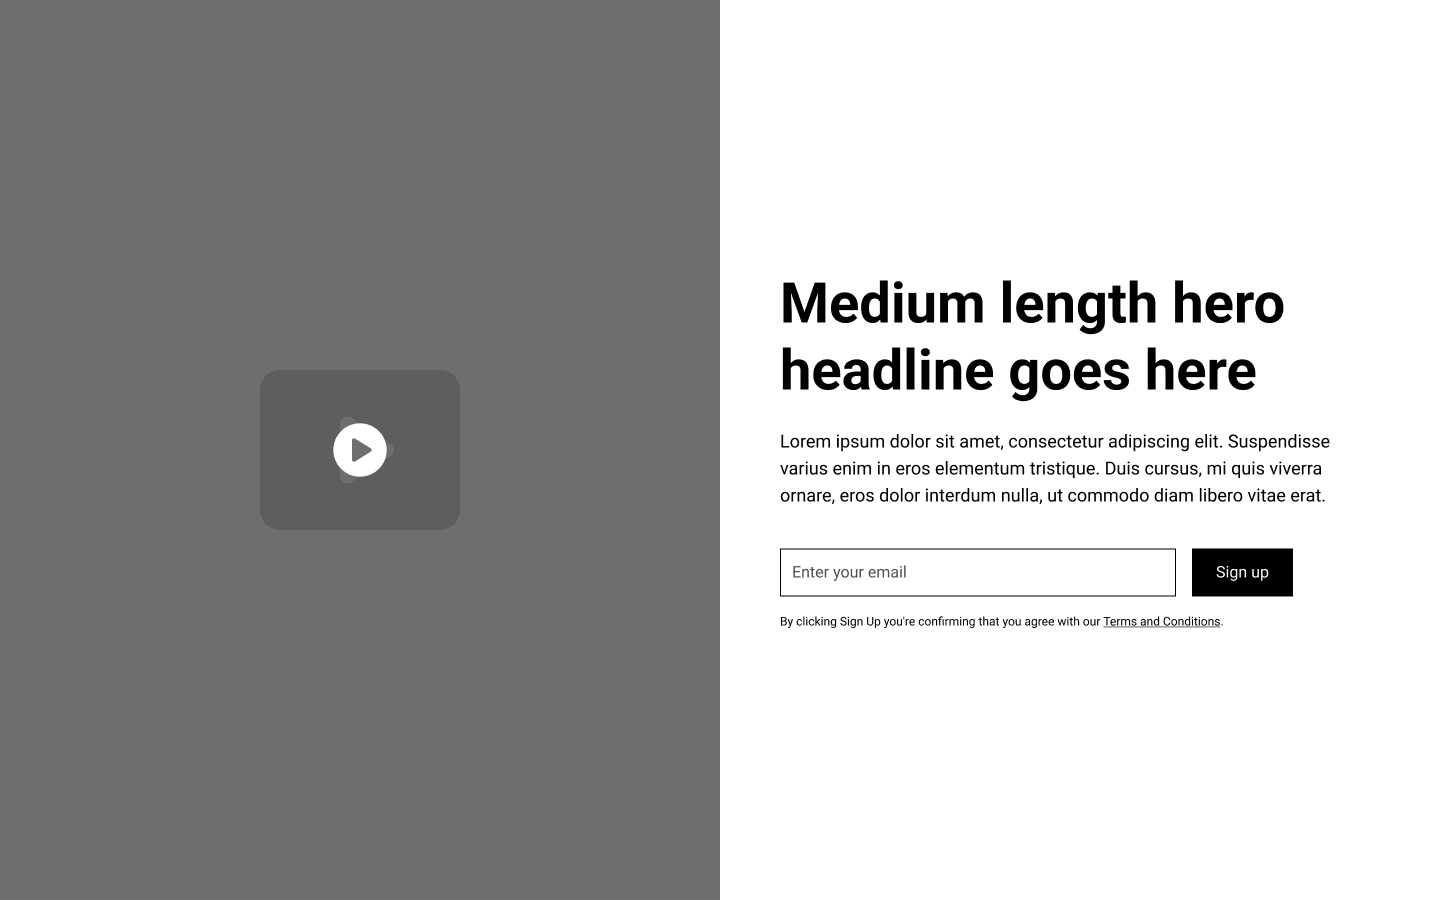 Medium length hero
headline goes here
Lorem ipsum dolor sit amet, consectetur adipiscing elit. Suspendisse
varius enim in eros elementum tristique. Duis cursus, mi quis viverra
ornare, eros dolor interdum nulla, ut commodo diam libero vitae erat.
Enter your email
Sign up
By clicking Sign Up you're confirming that you agree with our Terms and Conditions.